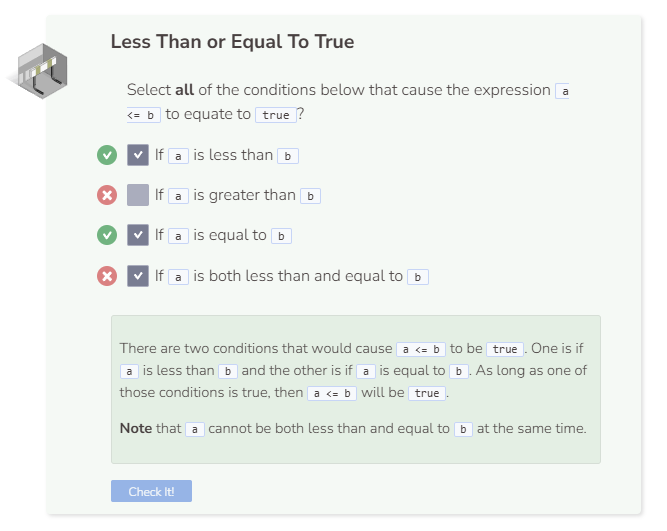 Less Than or Equal To True
Select all of the conditions below that cause the expression a
<= b to equate to true ?
If a is less than b
If a is greater than b
If a is equal to b
If a is both less than and equal to b
There are two conditions that would cause a <= b to be true . One is if
a is less than b and the other is if a is equal to b . As long as one of
those conditions is true, then a <= b will be true .
Note that a cannot be both less than and equal to b at the same time.
Check It!